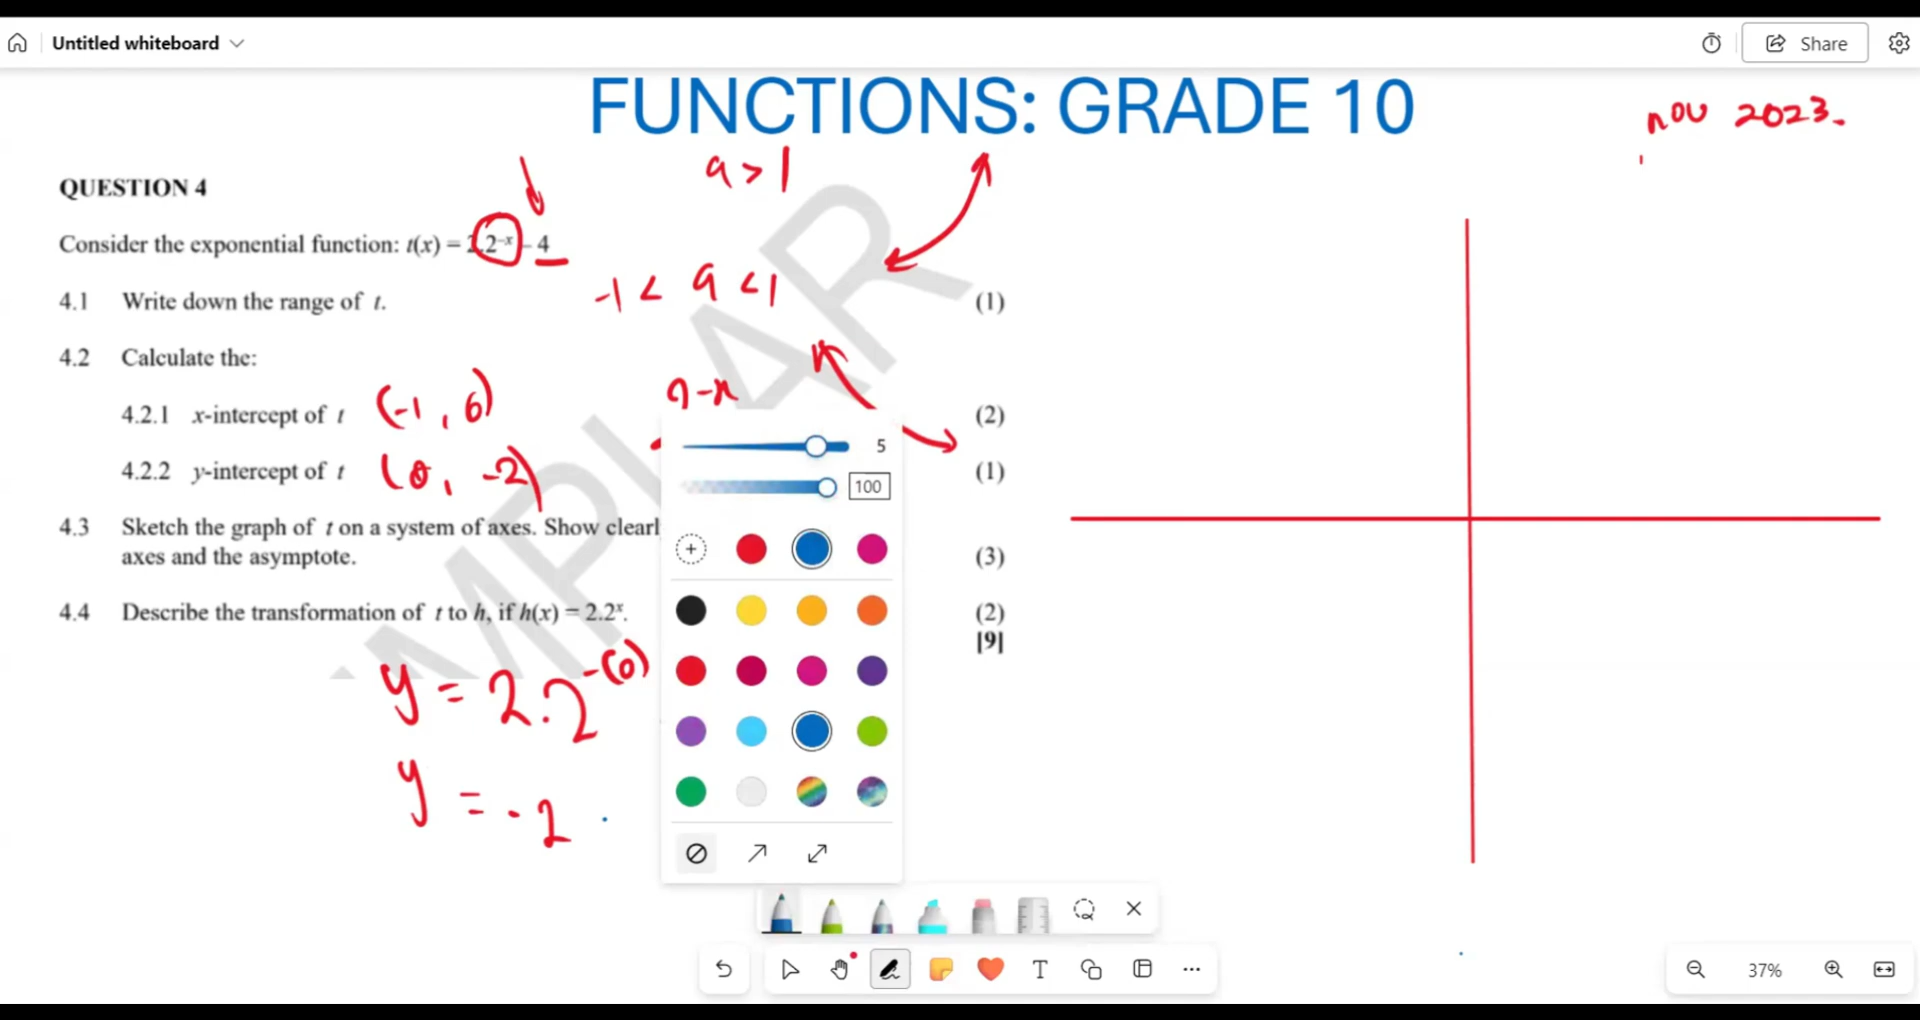 Untitled whiteboard
Share
FUNCTIONS: GRADE 10
nov 2023.
a > 1
QUESTION 4
Consider the exponential function: t(x) = 2.2⁻ˣ – 4
-1 < a < 1
4.1 Write down the range of t. (1)
4.2 Calculate the:
-x
4.2.1 x-intercept of t (-1, 0) (2)
5
4.2.2 y-intercept of t (0, -2) (1)
100
4.3 Sketch the graph of t on a system of axes. Show clearl
axes and the asymptote. (3)
4.4 Describe the transformation of t to h, if h(x) = 2.2ˣ. (2)
[9]
y = 2.2^-(0)
y = -2
37%